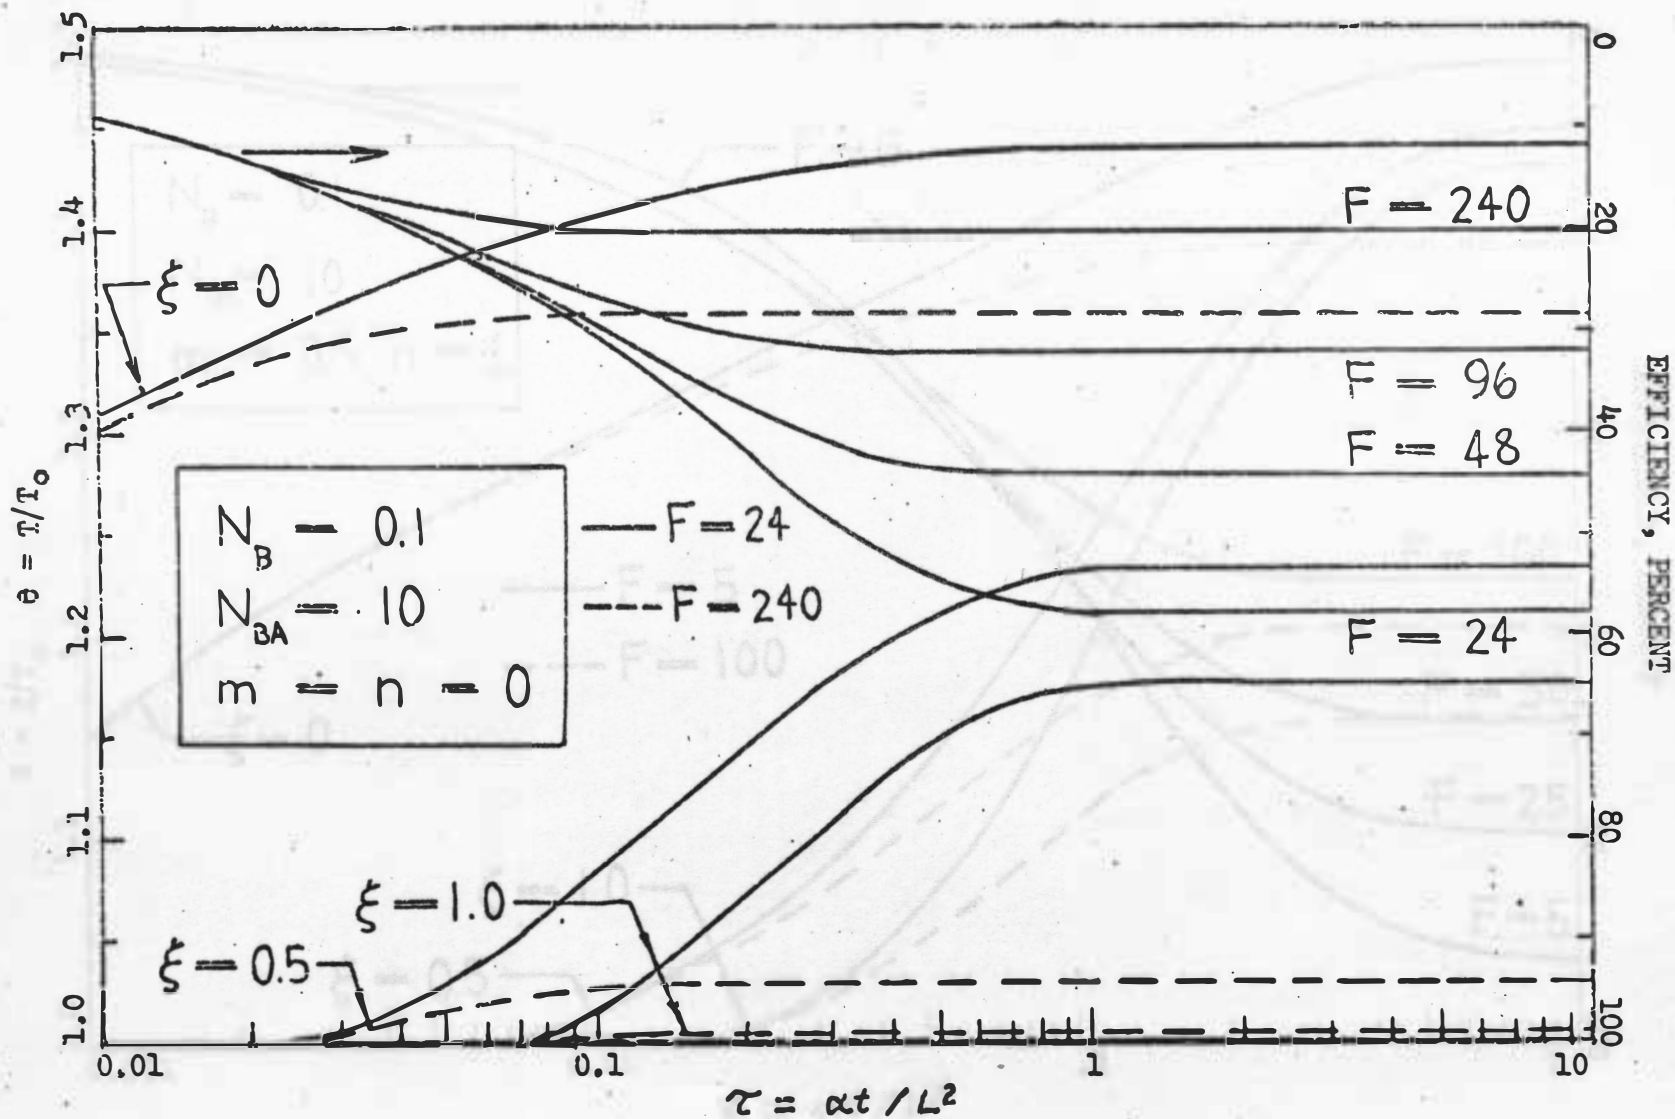 1.5
1.4
1.3
1.2
1.1
1.0
θ = T/T₀
0
20
40
60
80
100
EFFICIENCY, PERCENT
F = 240
ξ = 0
F = 96
F = 48
N_B = 0.1
N_BA = 10
m = n = 0
F = 24
F = 240
F = 24
ξ = 1.0
ξ = 0.5
0.01
0.1
1
10
τ = αt / L²
F = 100
F = 25